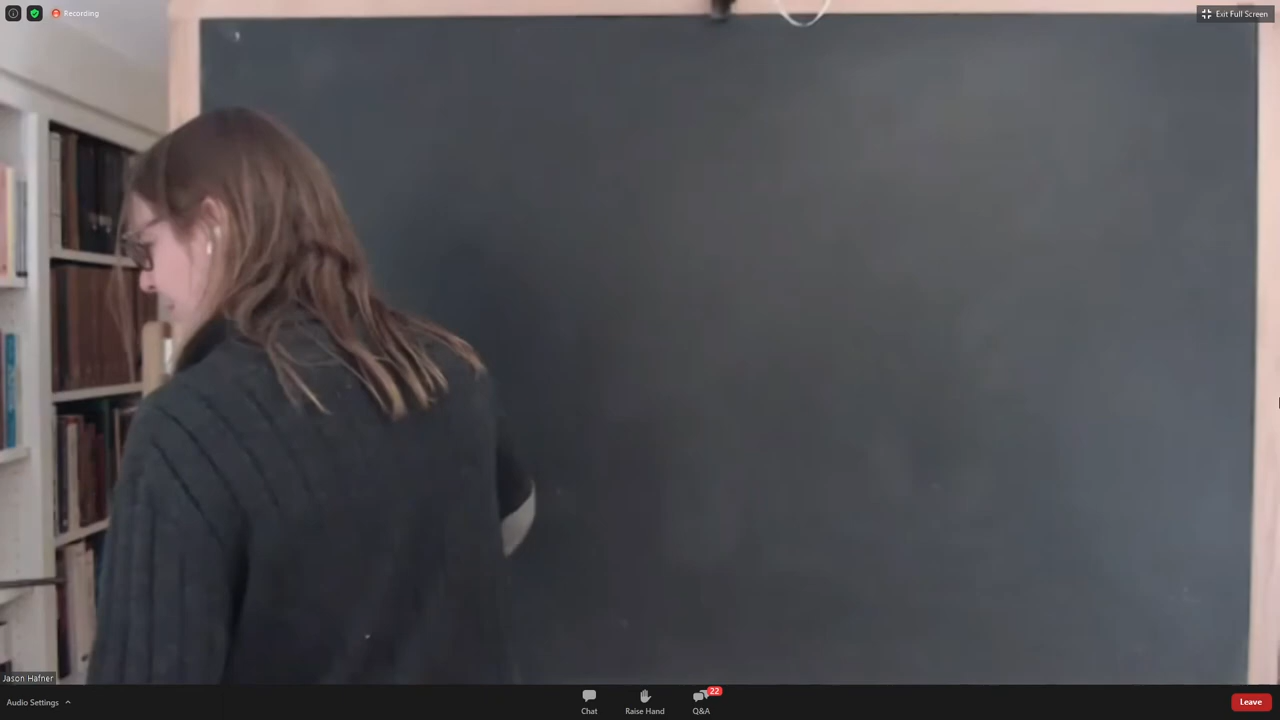 Recording
Exit Full Screen
Jason Hafner
Audio Settings
Chat
Raise Hand
Q&A
22
Leave